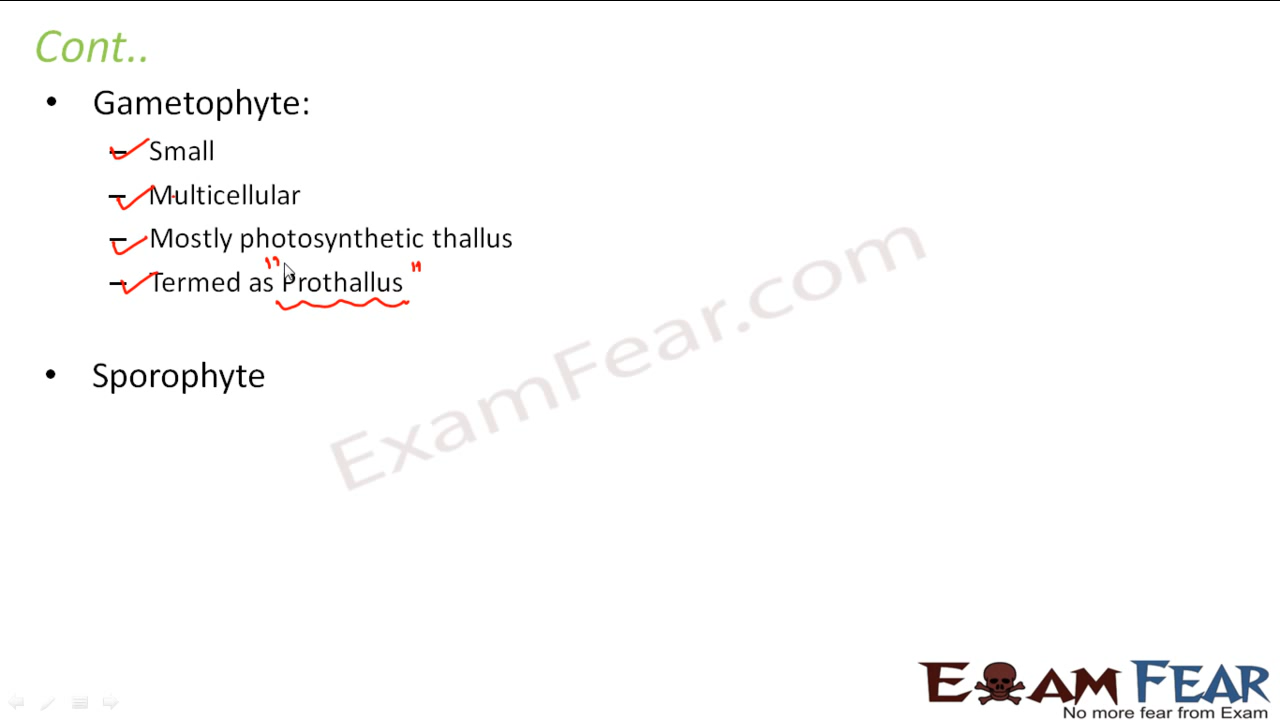 Cont..
• Gametophyte:
– Small
– Multicellular
– Mostly photosynthetic thallus
– Termed as "Prothallus"
• Sporophyte
ExamFear.com
EXAM FEAR
No more fear from Exam